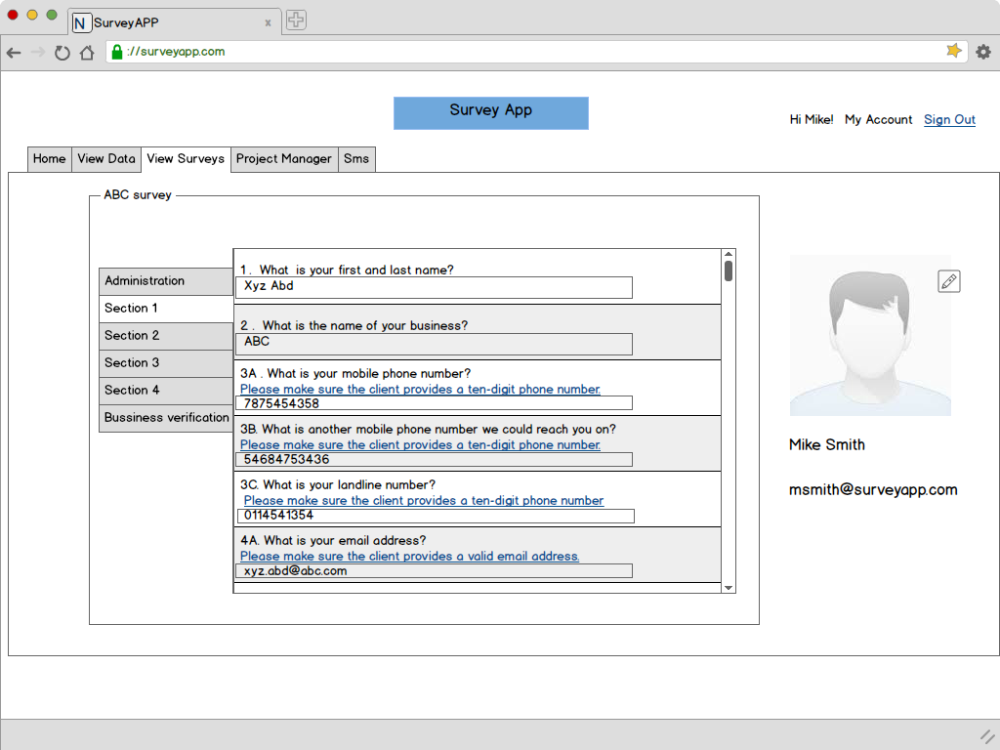 N SurveyAPP x
://surveyapp.com
Survey App
Hi Mike! My Account Sign Out
Home View Data View Surveys Project Manager Sms
ABC survey
Administration
Section 1
Section 2
Section 3
Section 4
Bussiness verification
1 . What is your first and last name?
Xyz Abd
2 . What is the name of your business?
ABC
3A . What is your mobile phone number?
Please make sure the client provides a ten-digit phone number.
7875454358
3B. What is another mobile phone number we could reach you on?
Please make sure the client provides a ten-digit phone number.
54684753436
3C. What is your landline number?
Please make sure the client provides a ten-digit phone number
0114541354
4A. What is your email address?
Please make sure the client provides a valid email address.
xyz.abd@abc.com
Mike Smith
msmith@surveyapp.com